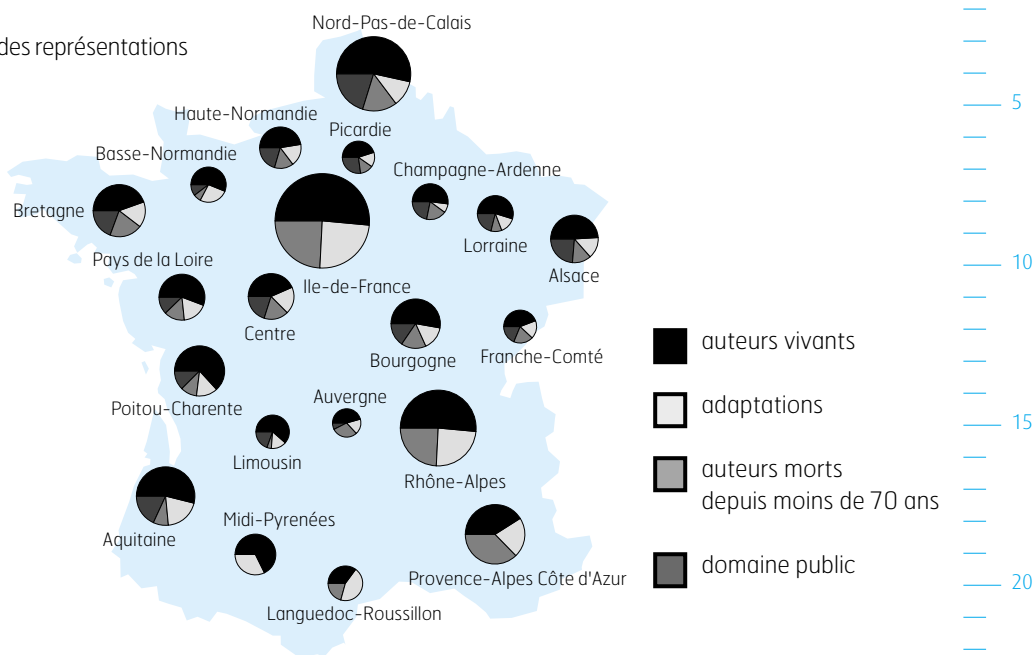 Nord-Pas-de-Calais
des représentations
Haute-Normandie
Picardie
Basse-Normandie
Champagne-Ardenne
Bretagne
Lorraine
Pays de la Loire
Alsace
Ile-de-France
Centre
Bourgogne
Franche-Comté
Auvergne
Poitou-Charente
Limousin
Rhône-Alpes
Midi-Pyrenées
Aquitaine
Provence-Alpes Côte d'Azur
Languedoc-Roussillon
auteurs vivants
adaptations
auteurs morts
depuis moins de 70 ans
domaine public
5
10
15
20